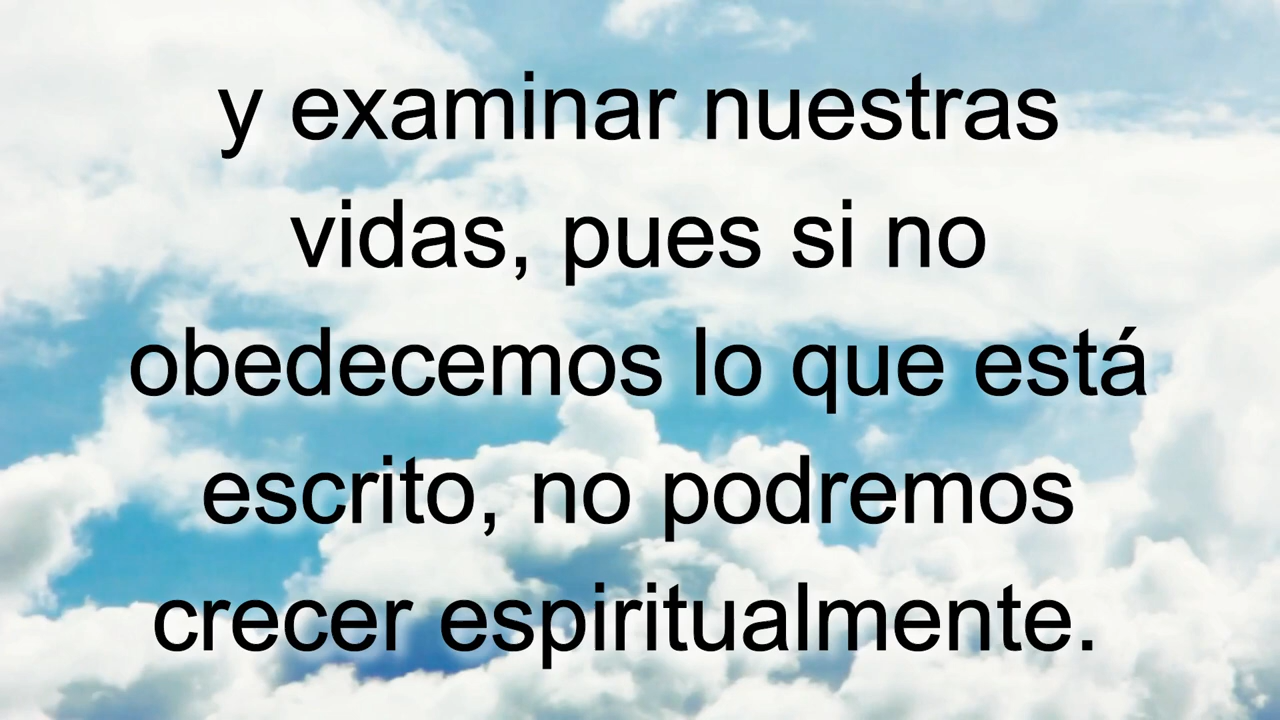 y examinar nuestras
vidas, pues si no
obedecemos lo que está
escrito, no podremos
crecer espiritualmente.